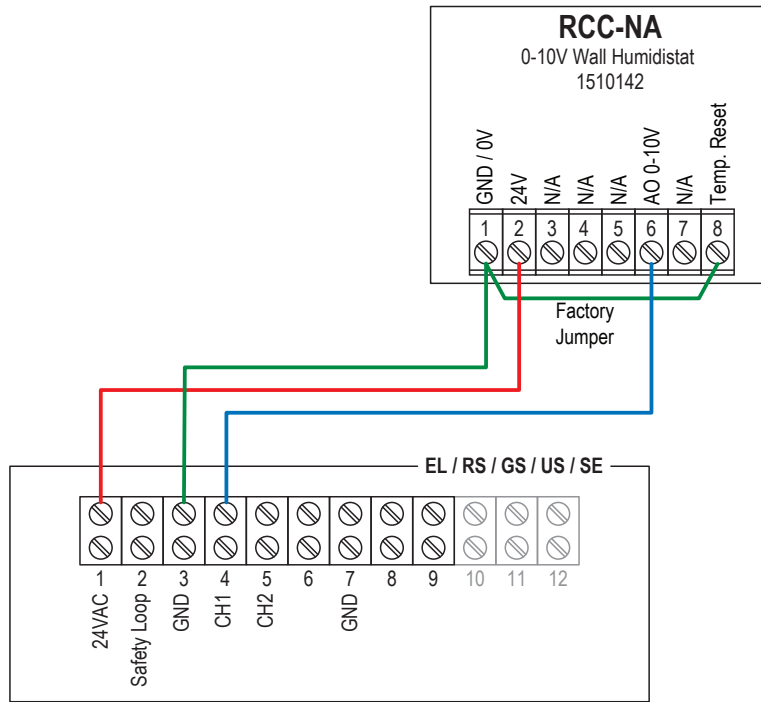 RCC-NA
0-10V Wall Humidistat
1510142
GND / 0V
24V
N/A
N/A
N/A
AO 0-10V
N/A
Temp. Reset
1 2 3 4 5 6 7 8
Factory
Jumper
EL / RS / GS / US / SE
1 2 3 4 5 6 7 8 9 10 11 12
24VAC
Safety Loop
GND
CH1
CH2
GND